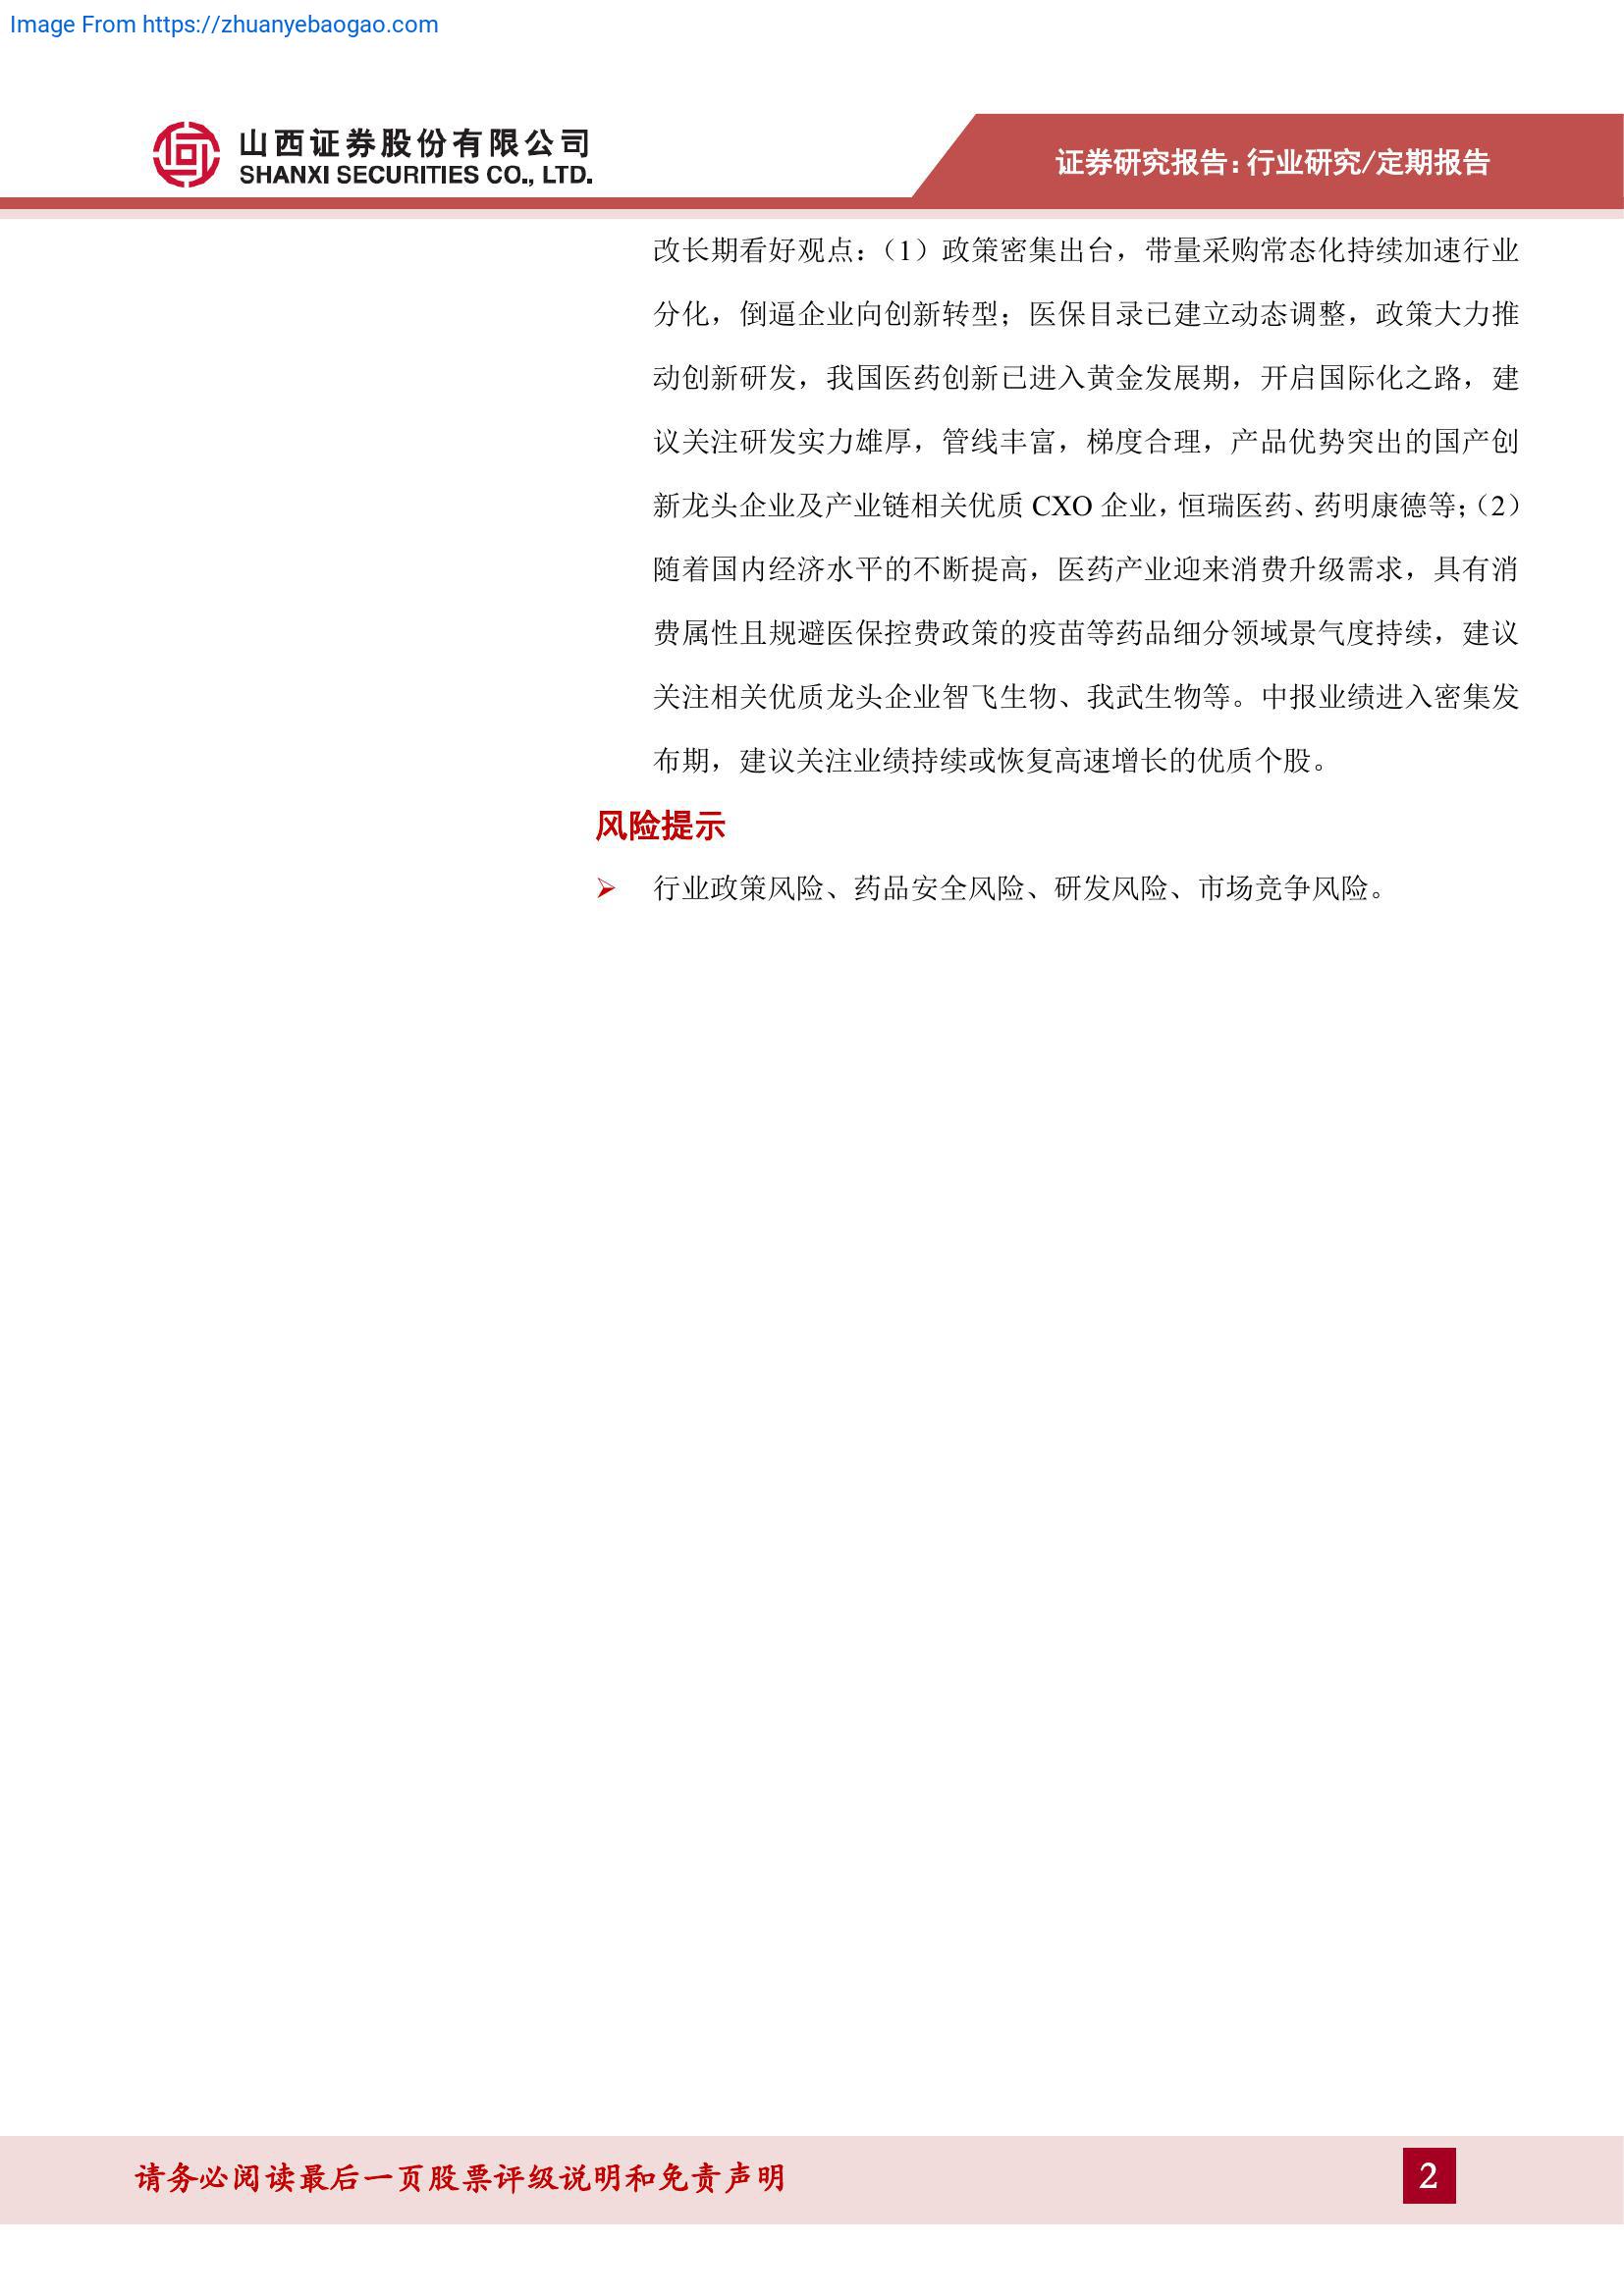 Image From https://zhuanyebaogao.com
山西证券股份有限公司
SHANXI SECURITIES CO., LTD.
证券研究报告：行业研究/定期报告
改长期看好观点：（1）政策密集出台，带量采购常态化持续加速行业
分化，倒逼企业向创新转型；医保目录已建立动态调整，政策大力推
动创新研发，我国医药创新已进入黄金发展期，开启国际化之路，建
议关注研发实力雄厚，管线丰富，梯度合理，产品优势突出的国产创
新龙头企业及产业链相关优质 CXO 企业，恒瑞医药、药明康德等；（2）
随着国内经济水平的不断提高，医药产业迎来消费升级需求，具有消
费属性且规避医保控费政策的疫苗等药品细分领域景气度持续，建议
关注相关优质龙头企业智飞生物、我武生物等。中报业绩进入密集发
布期，建议关注业绩持续或恢复高速增长的优质个股。
风险提示
行业政策风险、药品安全风险、研发风险、市场竞争风险。
请务必阅读最后一页股票评级说明和免责声明
2